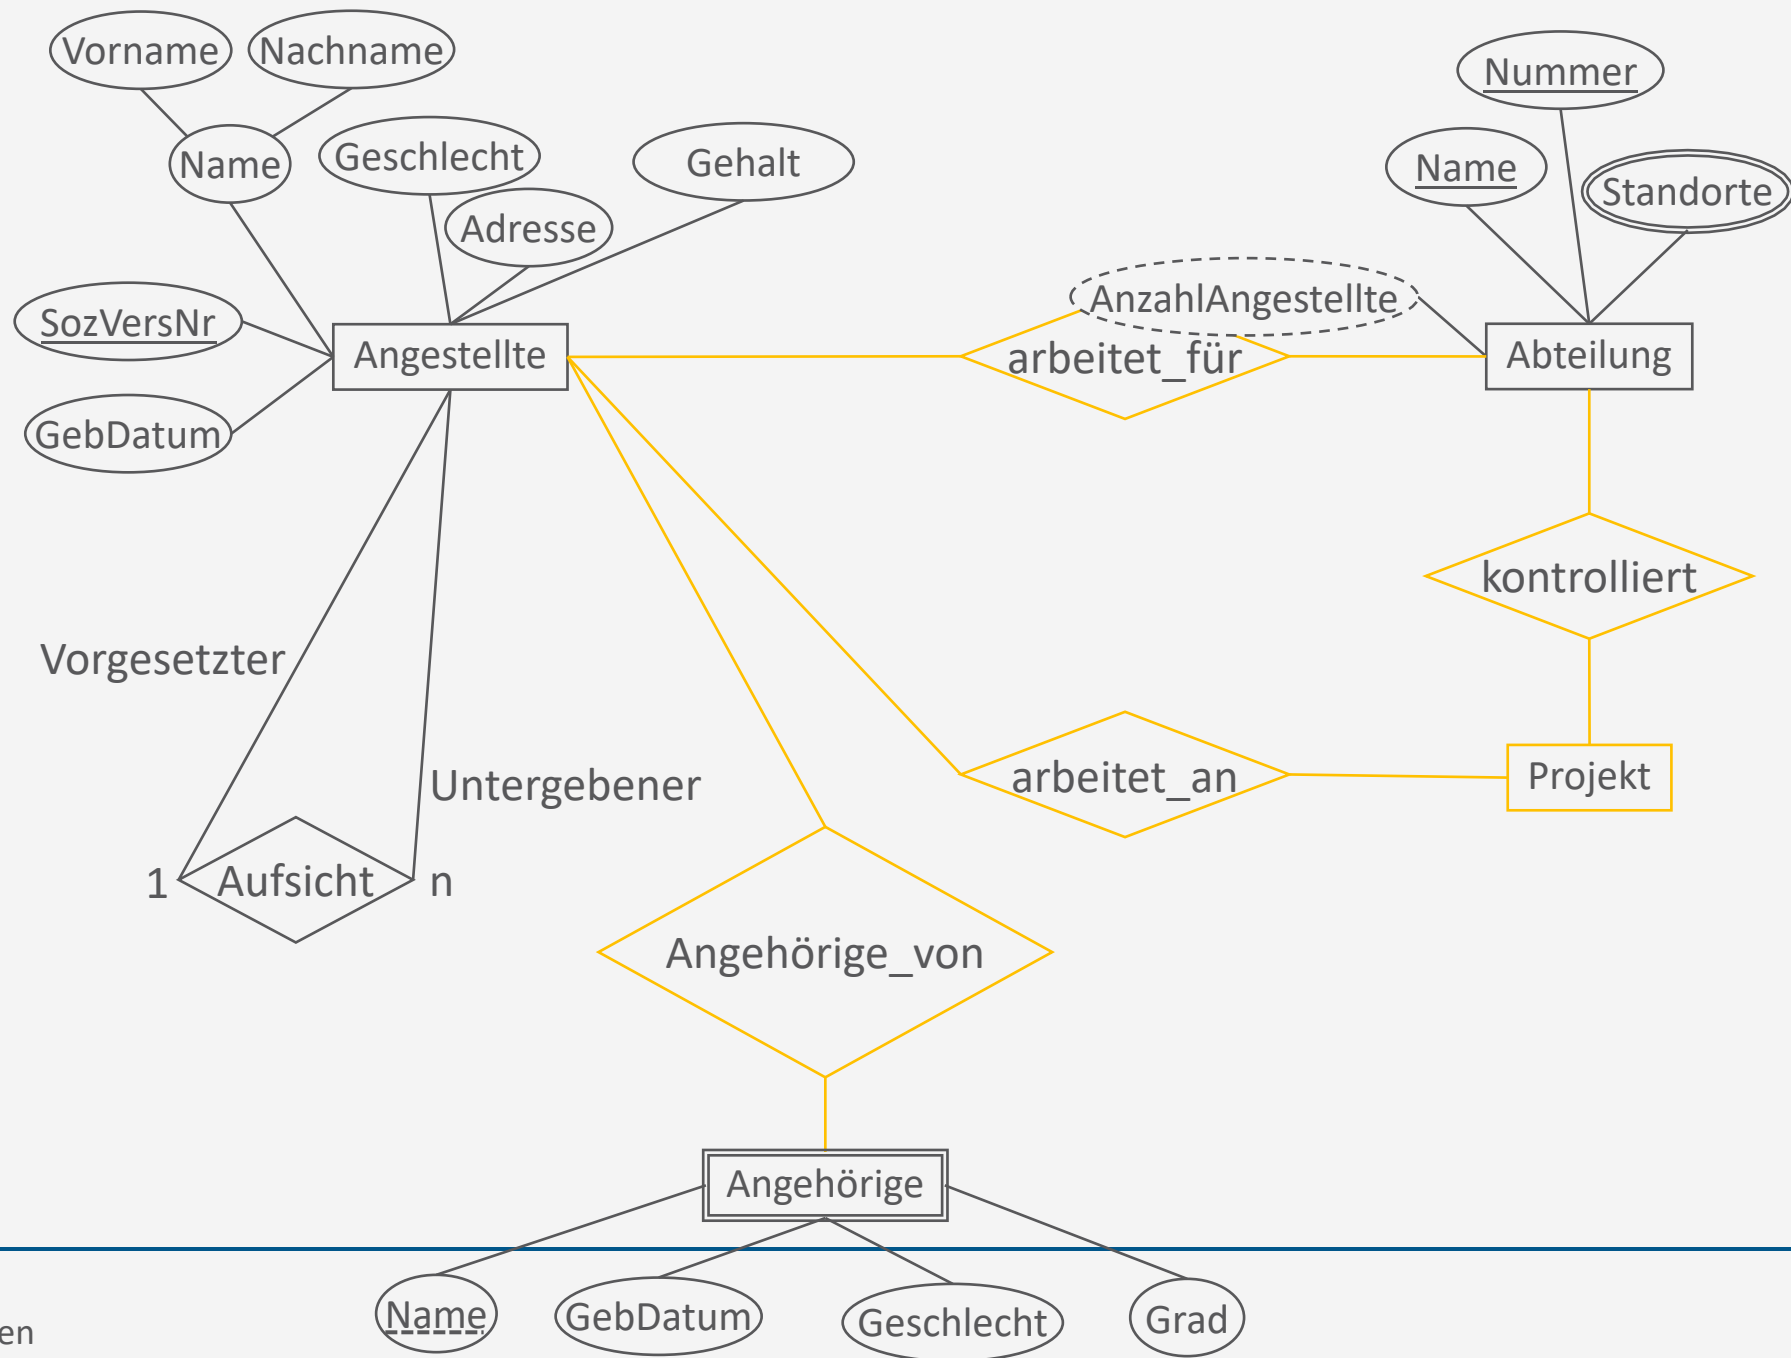 Vorname
Nachname
Nummer
Name
Geschlecht
Gehalt
Name
Standorte
Adresse
AnzahlAngestellte
SozVersNr
Angestellte
arbeitet_für
Abteilung
GebDatum
kontrolliert
Vorgesetzter
Untergebener
arbeitet_an
Projekt
1
Aufsicht
n
Angehörige_von
Angehörige
Name
GebDatum
Geschlecht
Grad
en